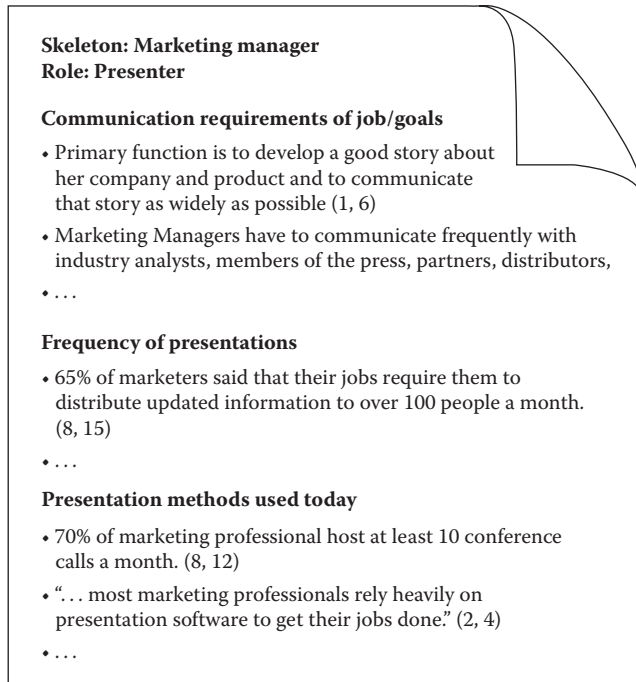 Skeleton: Marketing manager
Role: Presenter
Communication requirements of job/goals
• Primary function is to develop a good story about
her company and product and to communicate
that story as widely as possible (1, 6)
• Marketing Managers have to communicate frequently with
industry analysts, members of the press, partners, distributors,
• . . .
Frequency of presentations
• 65% of marketers said that their jobs require them to
distribute updated information to over 100 people a month.
(8, 15)
• . . .
Presentation methods used today
• 70% of marketing professional host at least 10 conference
calls a month. (8, 12)
• “. . . most marketing professionals rely heavily on
presentation software to get their jobs done.” (2, 4)
• . . .